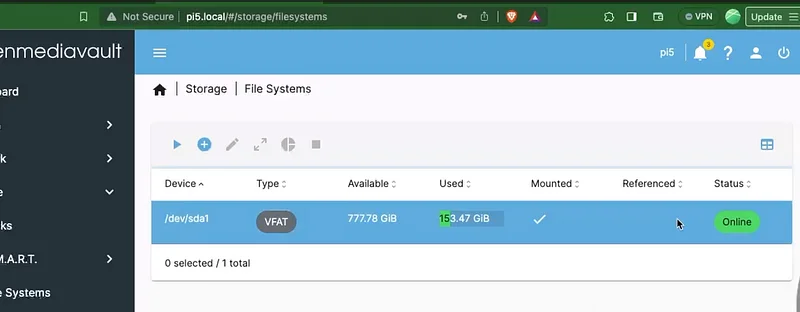 Not Secure pi5.local/#/storage/filesystems VPN Update
enmediavault pi5 3
Storage File Systems
ard
k
e
ks
.M.A.R.T.
e Systems
Device Type Available Used Mounted Referenced Status
/dev/sda1 VFAT 777.78 GiB 153.47 GiB Online
0 selected / 1 total